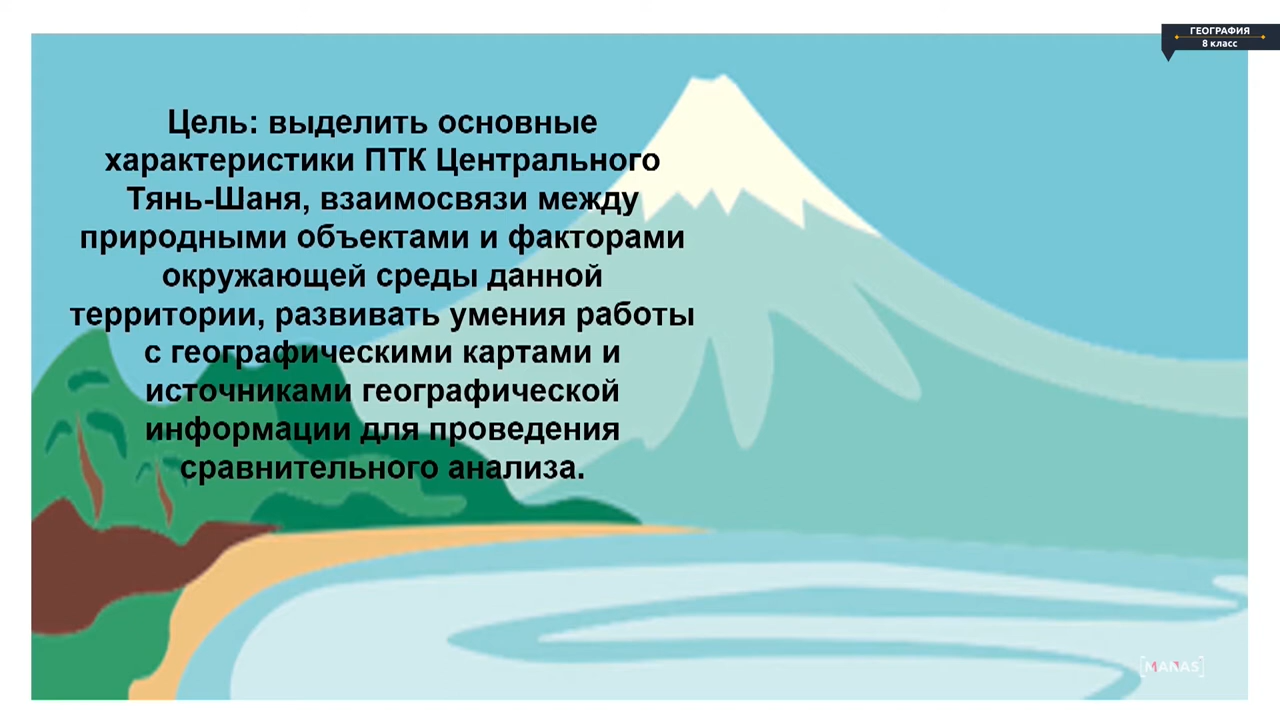 ГЕОГРАФИЯ
8 класс
Цель: выделить основные
характеристики ПТК Центрального
Тянь-Шаня, взаимосвязи между
природными объектами и факторами
окружающей среды данной
территории, развивать умения работы
с географическими картами и
источниками географической
информации для проведения
сравнительного анализа.
[MANAS]